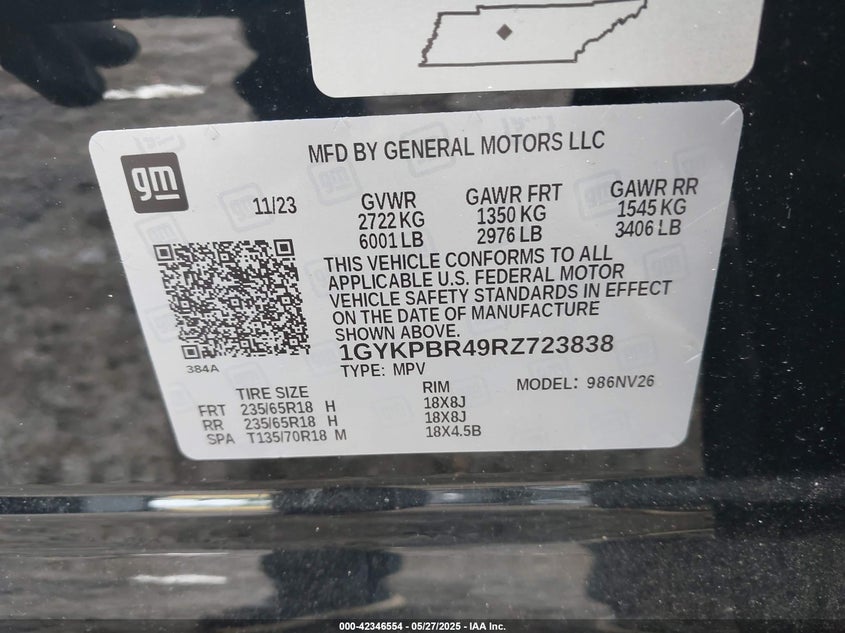 MFD BY GENERAL MOTORS LLC
gm
11/23
GVWR
2722 KG
6001 LB
GAWR FRT
1350 KG
2976 LB
GAWR RR
1545 KG
3406 LB
THIS VEHICLE CONFORMS TO ALL
APPLICABLE U.S. FEDERAL MOTOR
VEHICLE SAFETY STANDARDS IN EFFECT
ON THE DATE OF MANUFACTURE
SHOWN ABOVE.
1GYKPBR49RZ723838
384A
TYPE: MPV
MODEL: 986NV26
TIRE SIZE RIM
FRT 235/65R18 H 18X8J
RR 235/65R18 H 18X8J
SPA T135/70R18 M 18X4.5B
000-42346554 - 05/27/2025 - IAA Inc.